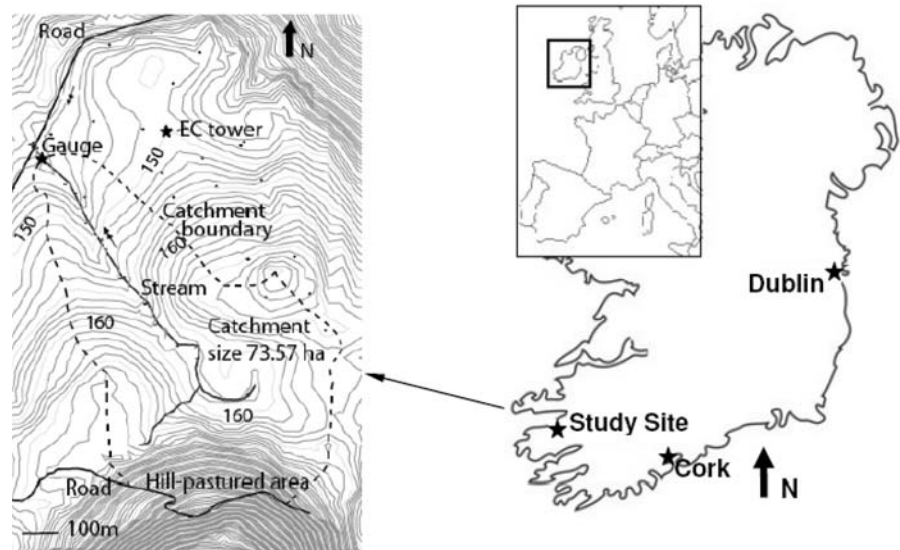 Road
N
EC tower
Gauge
150
Catchment
boundary
160
150
Stream
160
Catchment
size 73.57 ha
160
Road
Hill-pastured area
100m
Dublin
Study Site
Cork
N